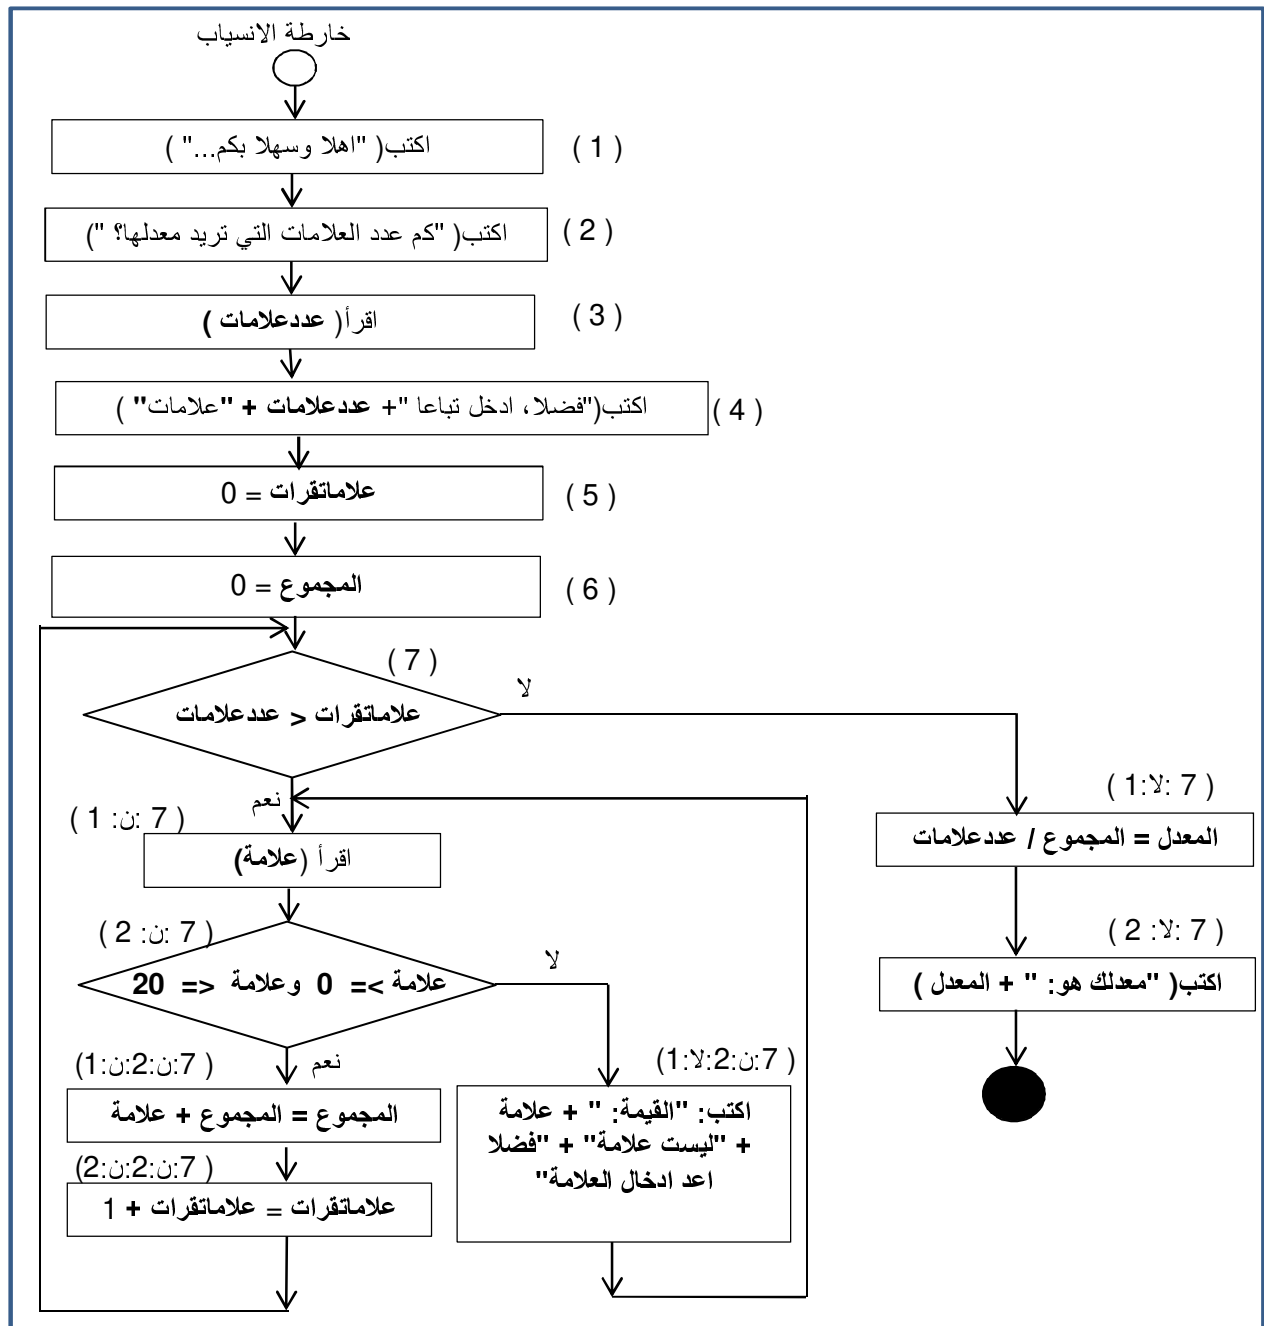 خارطة الانسياب
اكتب( "اهلا وسهلا بكم..." )
( 1 )
اكتب( "كم عدد العلامات التي تريد معدلها؟ ")
( 2 )
اقرأ( عددعلامات )
( 3 )
اكتب("فضلا، ادخل تباعا "+ عددعلامات + "علامات" )
( 4 )
علاماتقرات = 0
( 5 )
المجموع = 0
( 6 )
( 7 )
علاماتقرات < عددعلامات
لا
نعم
( 7 :ن: 1 )
اقرأ (علامة)
( 7 :ن: 2 )
علامة >= 0 وعلامة <= 20
لا
نعم
( 7:ن:2:ن:1)
المجموع = المجموع + علامة
( 7:ن:2:ن:2)
علاماتقرات = علاماتقرات + 1
( 7:ن:2:لا:1)
اكتب: "القيمة: " + علامة
+ "ليست علامة" + "فضلا
اعد ادخال العلامة"
( 7 :لا:1 )
المعدل = المجموع / عددعلامات
( 7 :لا: 2 )
اكتب( "معدلك هو: " + المعدل )